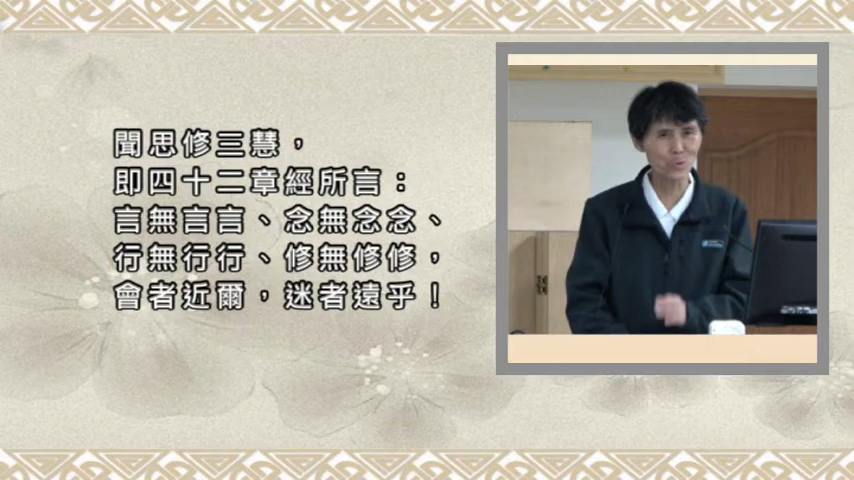 聞思修三慧，
即四十二章經所言：
言無言言、念無念念、
行無行行、修無修修，
會者近爾，迷者遠乎！